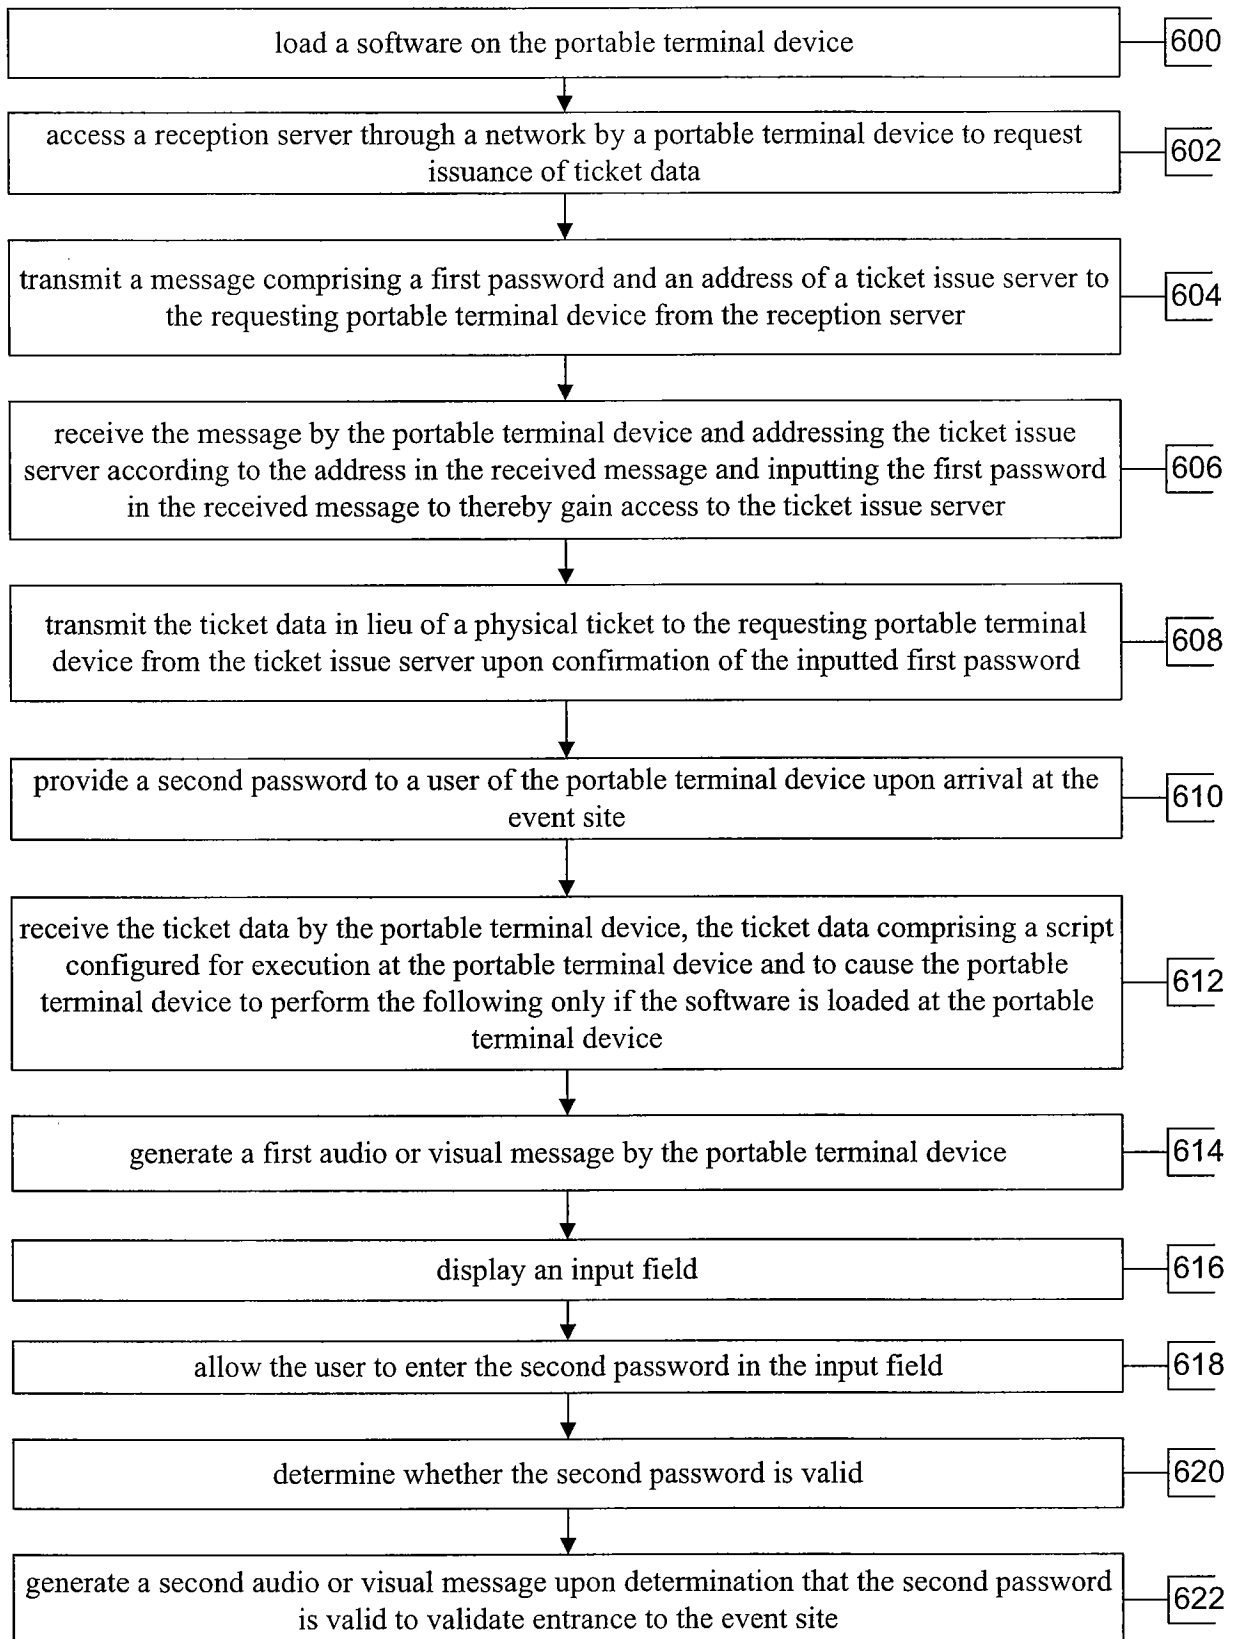 load a software on the portable terminal device
600
access a reception server through a network by a portable terminal device to request
issuance of ticket data
602
transmit a message comprising a first password and an address of a ticket issue server to
the requesting portable terminal device from the reception server
604
receive the message by the portable terminal device and addressing the ticket issue
server according to the address in the received message and inputting the first password
in the received message to thereby gain access to the ticket issue server
606
transmit the ticket data in lieu of a physical ticket to the requesting portable terminal
device from the ticket issue server upon confirmation of the inputted first password
608
provide a second password to a user of the portable terminal device upon arrival at the
event site
610
receive the ticket data by the portable terminal device, the ticket data comprising a script
configured for execution at the portable terminal device and to cause the portable
terminal device to perform the following only if the software is loaded at the portable
terminal device
612
generate a first audio or visual message by the portable terminal device
614
display an input field
616
allow the user to enter the second password in the input field
618
determine whether the second password is valid
620
generate a second audio or visual message upon determination that the second password
is valid to validate entrance to the event site
622